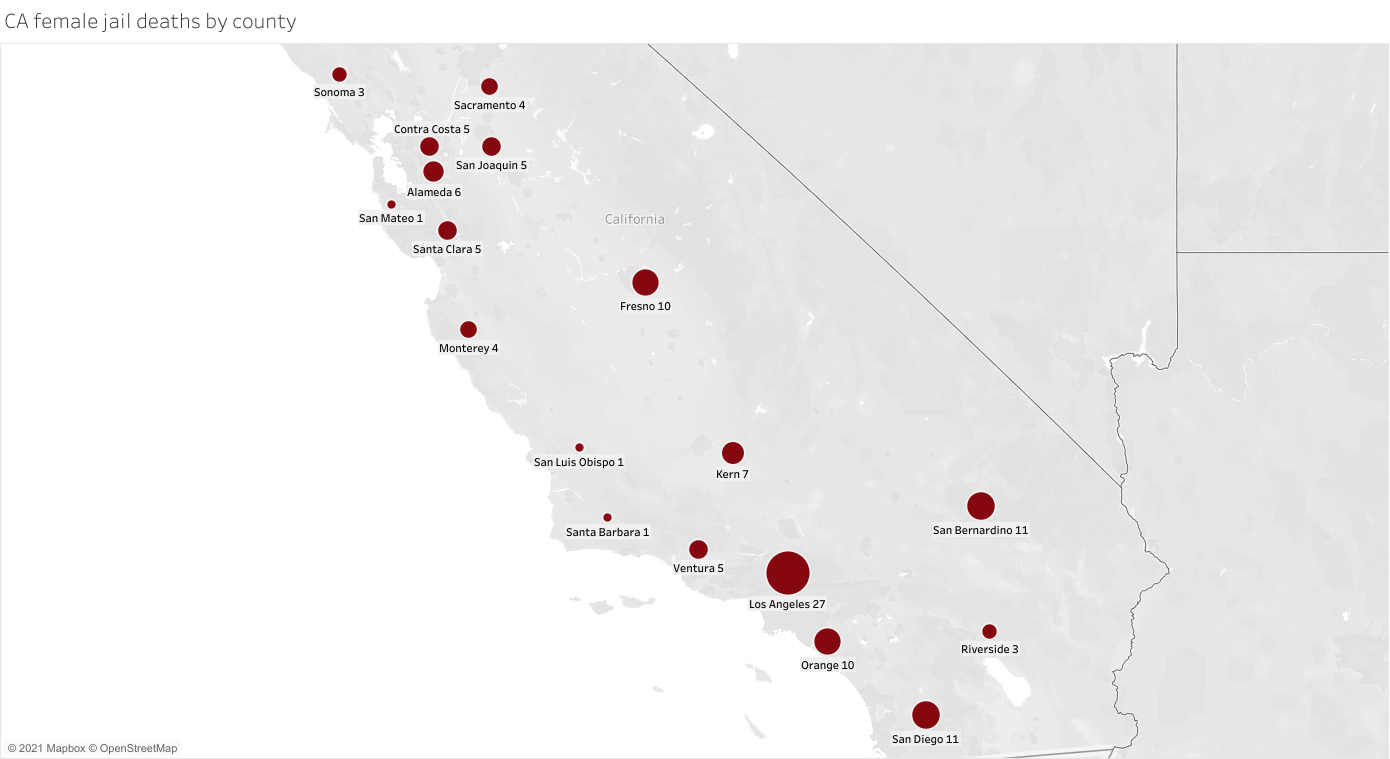 CA female jail deaths by county
Sonoma 3
Sacramento 4
Contra Costa 5
San Joaquin 5
Alameda 6
San Mateo 1
California
Santa Clara 5
Fresno 10
Monterey 4
San Luis Obispo 1
Kern 7
San Bernardino 11
Santa Barbara 1
Ventura 5
Los Angeles 27
Riverside 3
Orange 10
San Diego 11
© 2021 Mapbox © OpenStreetMap